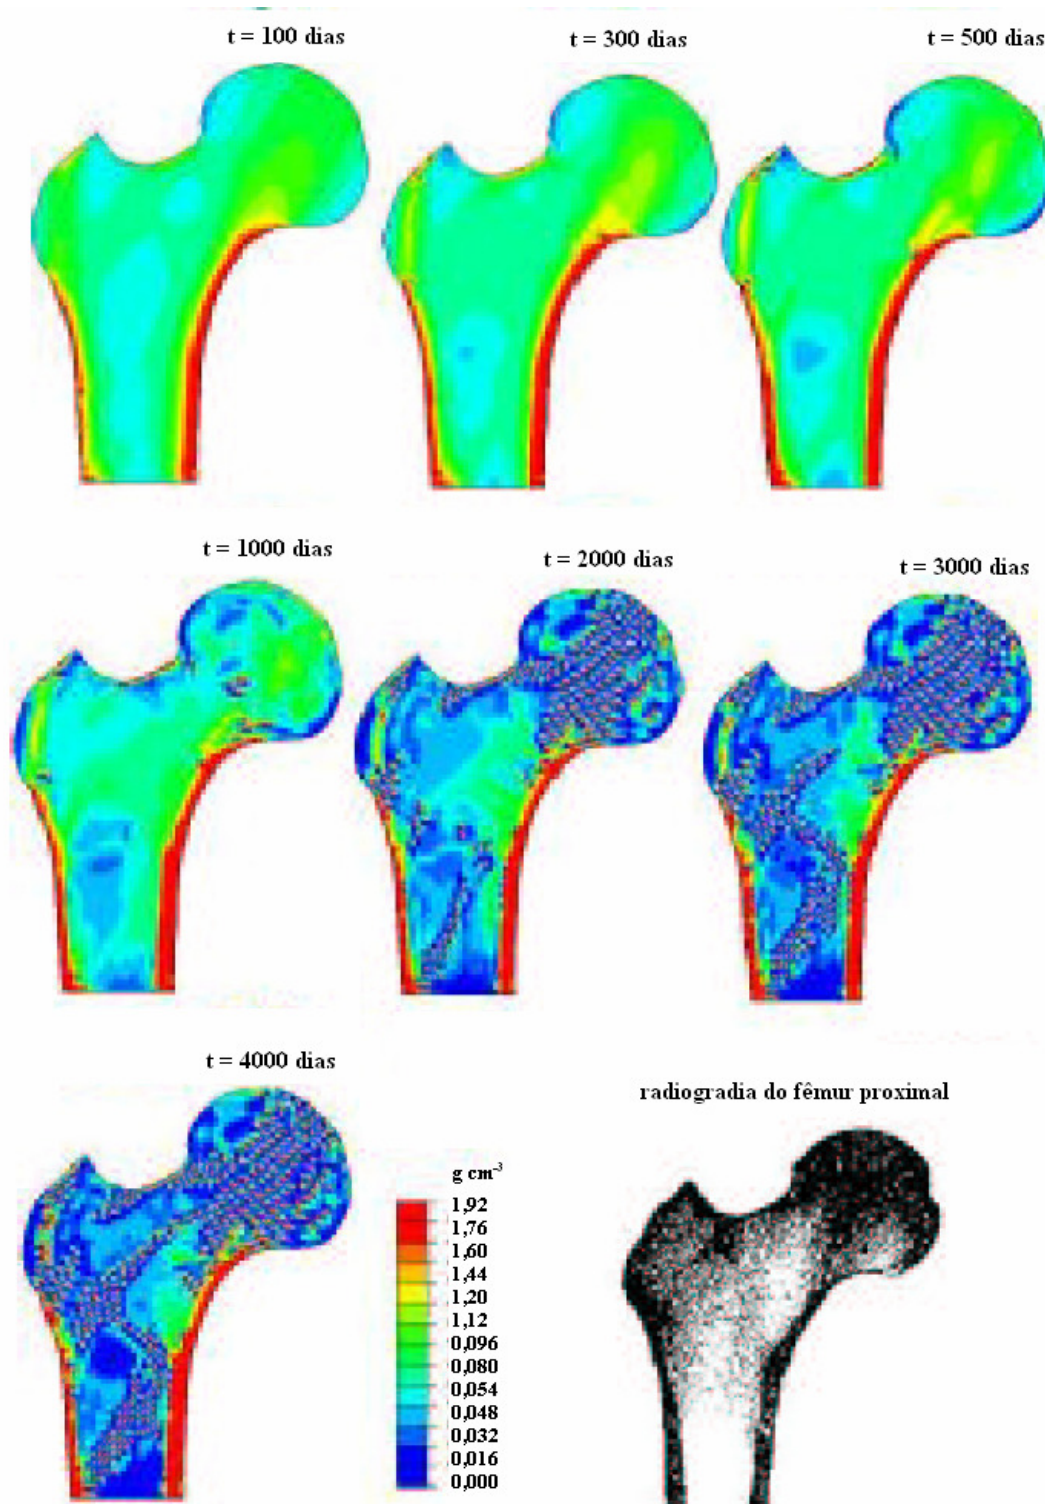 t = 100 dias
t = 300 dias
t = 500 dias
t = 1000 dias
t = 2000 dias
t = 3000 dias
t = 4000 dias
radiogradia do fêmur proximal
g cm⁻³
1,92
1,76
1,60
1,44
1,20
1,12
0,096
0,080
0,054
0,048
0,032
0,016
0,000